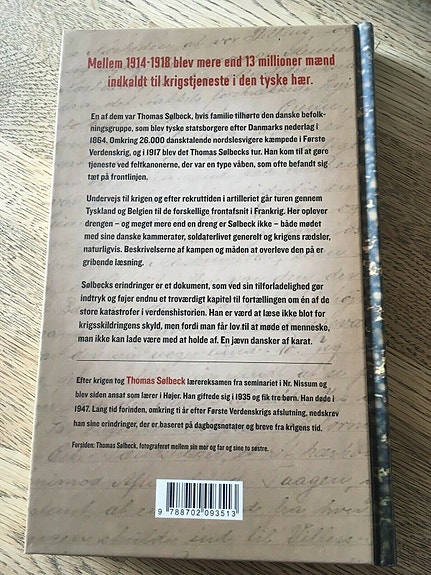 Mellem 1914-1918 blev mere end 13 millioner mænd
indkaldt til krigstjeneste i den tyske hær.
En af dem var Thomas Sølbeck, hvis familie tilhørte den danske befolk-
ningsgruppe, som blev tyske statsborgere efter Danmarks nederlag i
1864. Omkring 26.000 dansktalende nordslesvigere kæmpede i Første
Verdenskrig, og i 1917 blev det Thomas Sølbecks tur. Han kom til at gøre
tjeneste ved feltkanonerne, der var en type våben, som ofte befandt sig
tæt på frontlinjen.
Undervejs til krigen og efter rekruttiden i artilleriet går turen gennem
Tyskland og Belgien til de forskellige frontafsnit i Frankrig. Her oplever
drengen – og meget mere end en dreng er Sølbeck ikke – både mødet
med sine danske kammerater, soldaterlivet generelt og krigens rædsler,
naturligvis. Beskrivelserne af kampen og måden at overleve den på er
gribende læsning.
Sølbecks erindringer er et dokument, som ved sin tilforladelighed gør
indtryk og føjer endnu et troværdigt kapitel til fortællingen om én af de
store katastrofer i verdenshistorien. Han er værd at læse ikke blot for
krigsskildringens skyld, men fordi man får lov til at møde et menneske,
man ikke kan lade være med at holde af. En jævn dansker af karat.
Efter krigen tog Thomas Sølbeck lærereksamen fra seminariet i Nr. Nissum og
blev siden ansat som lærer i Højer. Han giftede sig i 1935 og fik tre børn. Han døde i
1947. Lang tid forinden, omkring ti år efter Første Verdenskrigs afslutning, nedskrev
han sine erindringer, der er baseret på dagbogsnotater og breve fra krigens tid.
Forsiden: Thomas Sølbeck, fotograferet mellem sin mor og far og sine to søstre.
9 788702 093513